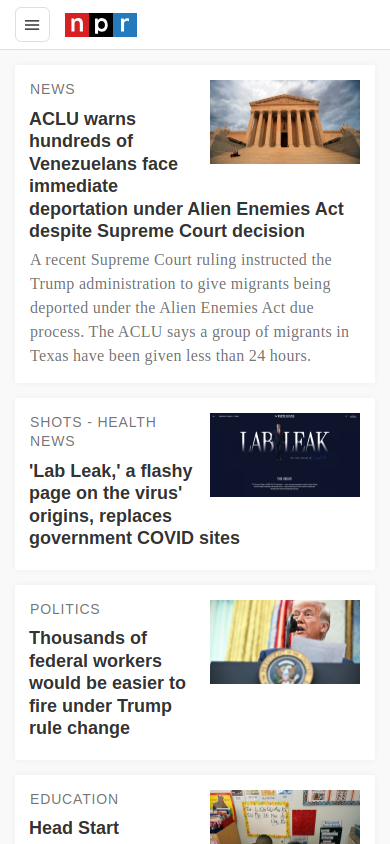 npr
NEWS
ACLU warns
hundreds of
Venezuelans face
immediate
deportation under Alien Enemies Act
despite Supreme Court decision
A recent Supreme Court ruling instructed the
Trump administration to give migrants being
deported under the Alien Enemies Act due
process. The ACLU says a group of migrants in
Texas have been given less than 24 hours.
SHOTS - HEALTH
NEWS
LAB LEAK
'Lab Leak,' a flashy
page on the virus'
origins, replaces
government COVID sites
POLITICS
Thousands of
federal workers
would be easier to
fire under Trump
rule change
EDUCATION
Head Start